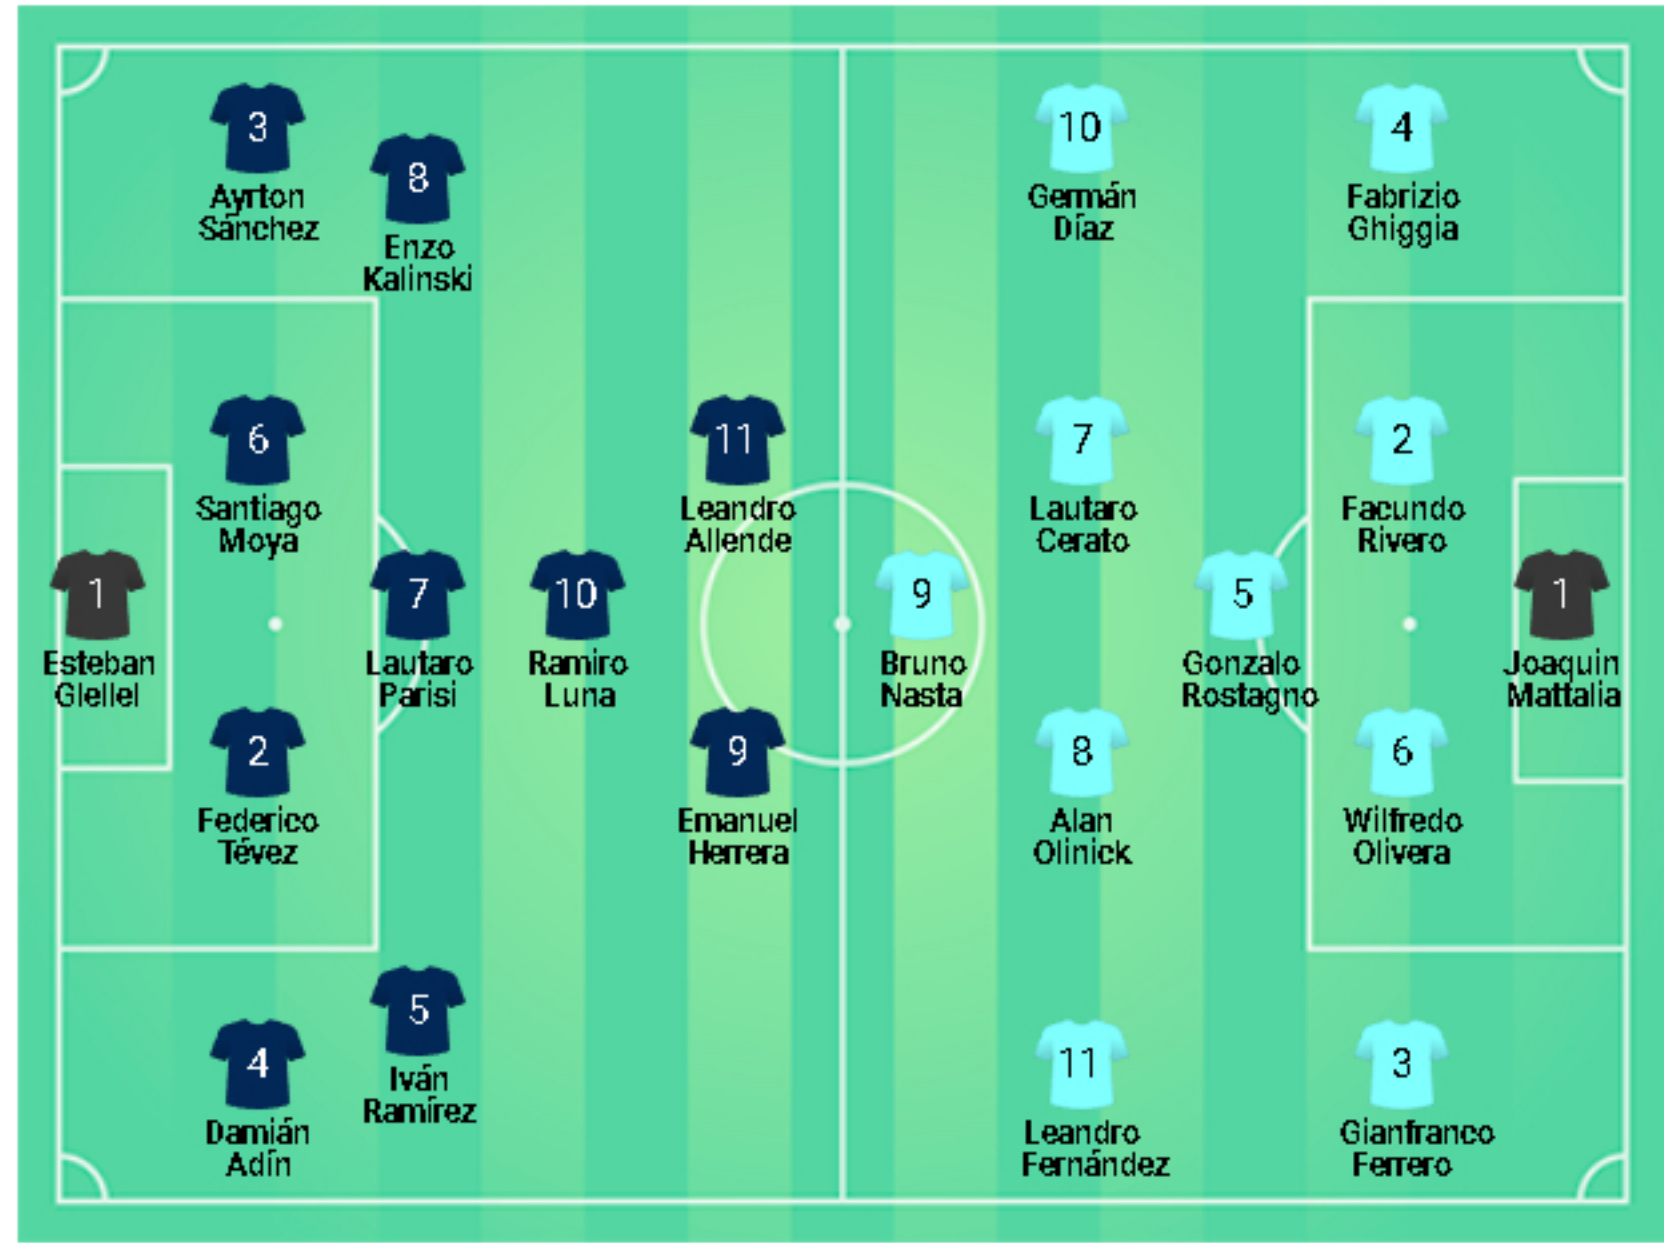 3
Ayrton
Sánchez
8
Enzo
Kalinski
6
Santiago
Moya
11
Leandro
Allende
1
Esteban
Glellel
7
Lautaro
Parisi
10
Ramiro
Luna
2
Federico
Tévez
9
Emanuel
Herrera
5
Iván
Ramírez
4
Damián
Adín
10
Germán
Díaz
4
Fabrizio
Ghiggia
7
Lautaro
Cerato
2
Facundo
Rivero
9
Bruno
Nasta
5
Gonzalo
Rostagno
1
Joaquin
Mattalia
8
Alan
Olinick
6
Wilfredo
Olivera
11
Leandro
Fernández
3
Gianfranco
Ferrero